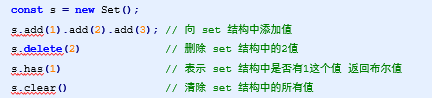 const s = new Set();
s.add(1).add(2).add(3); // 向 set 结构中添加值
s.delete(2) // 删除 set 结构中的2值
s.has(1) // 表示 set 结构中是否有1这个值 返回布尔值
s.clear() // 清除 set 结构中的所有值